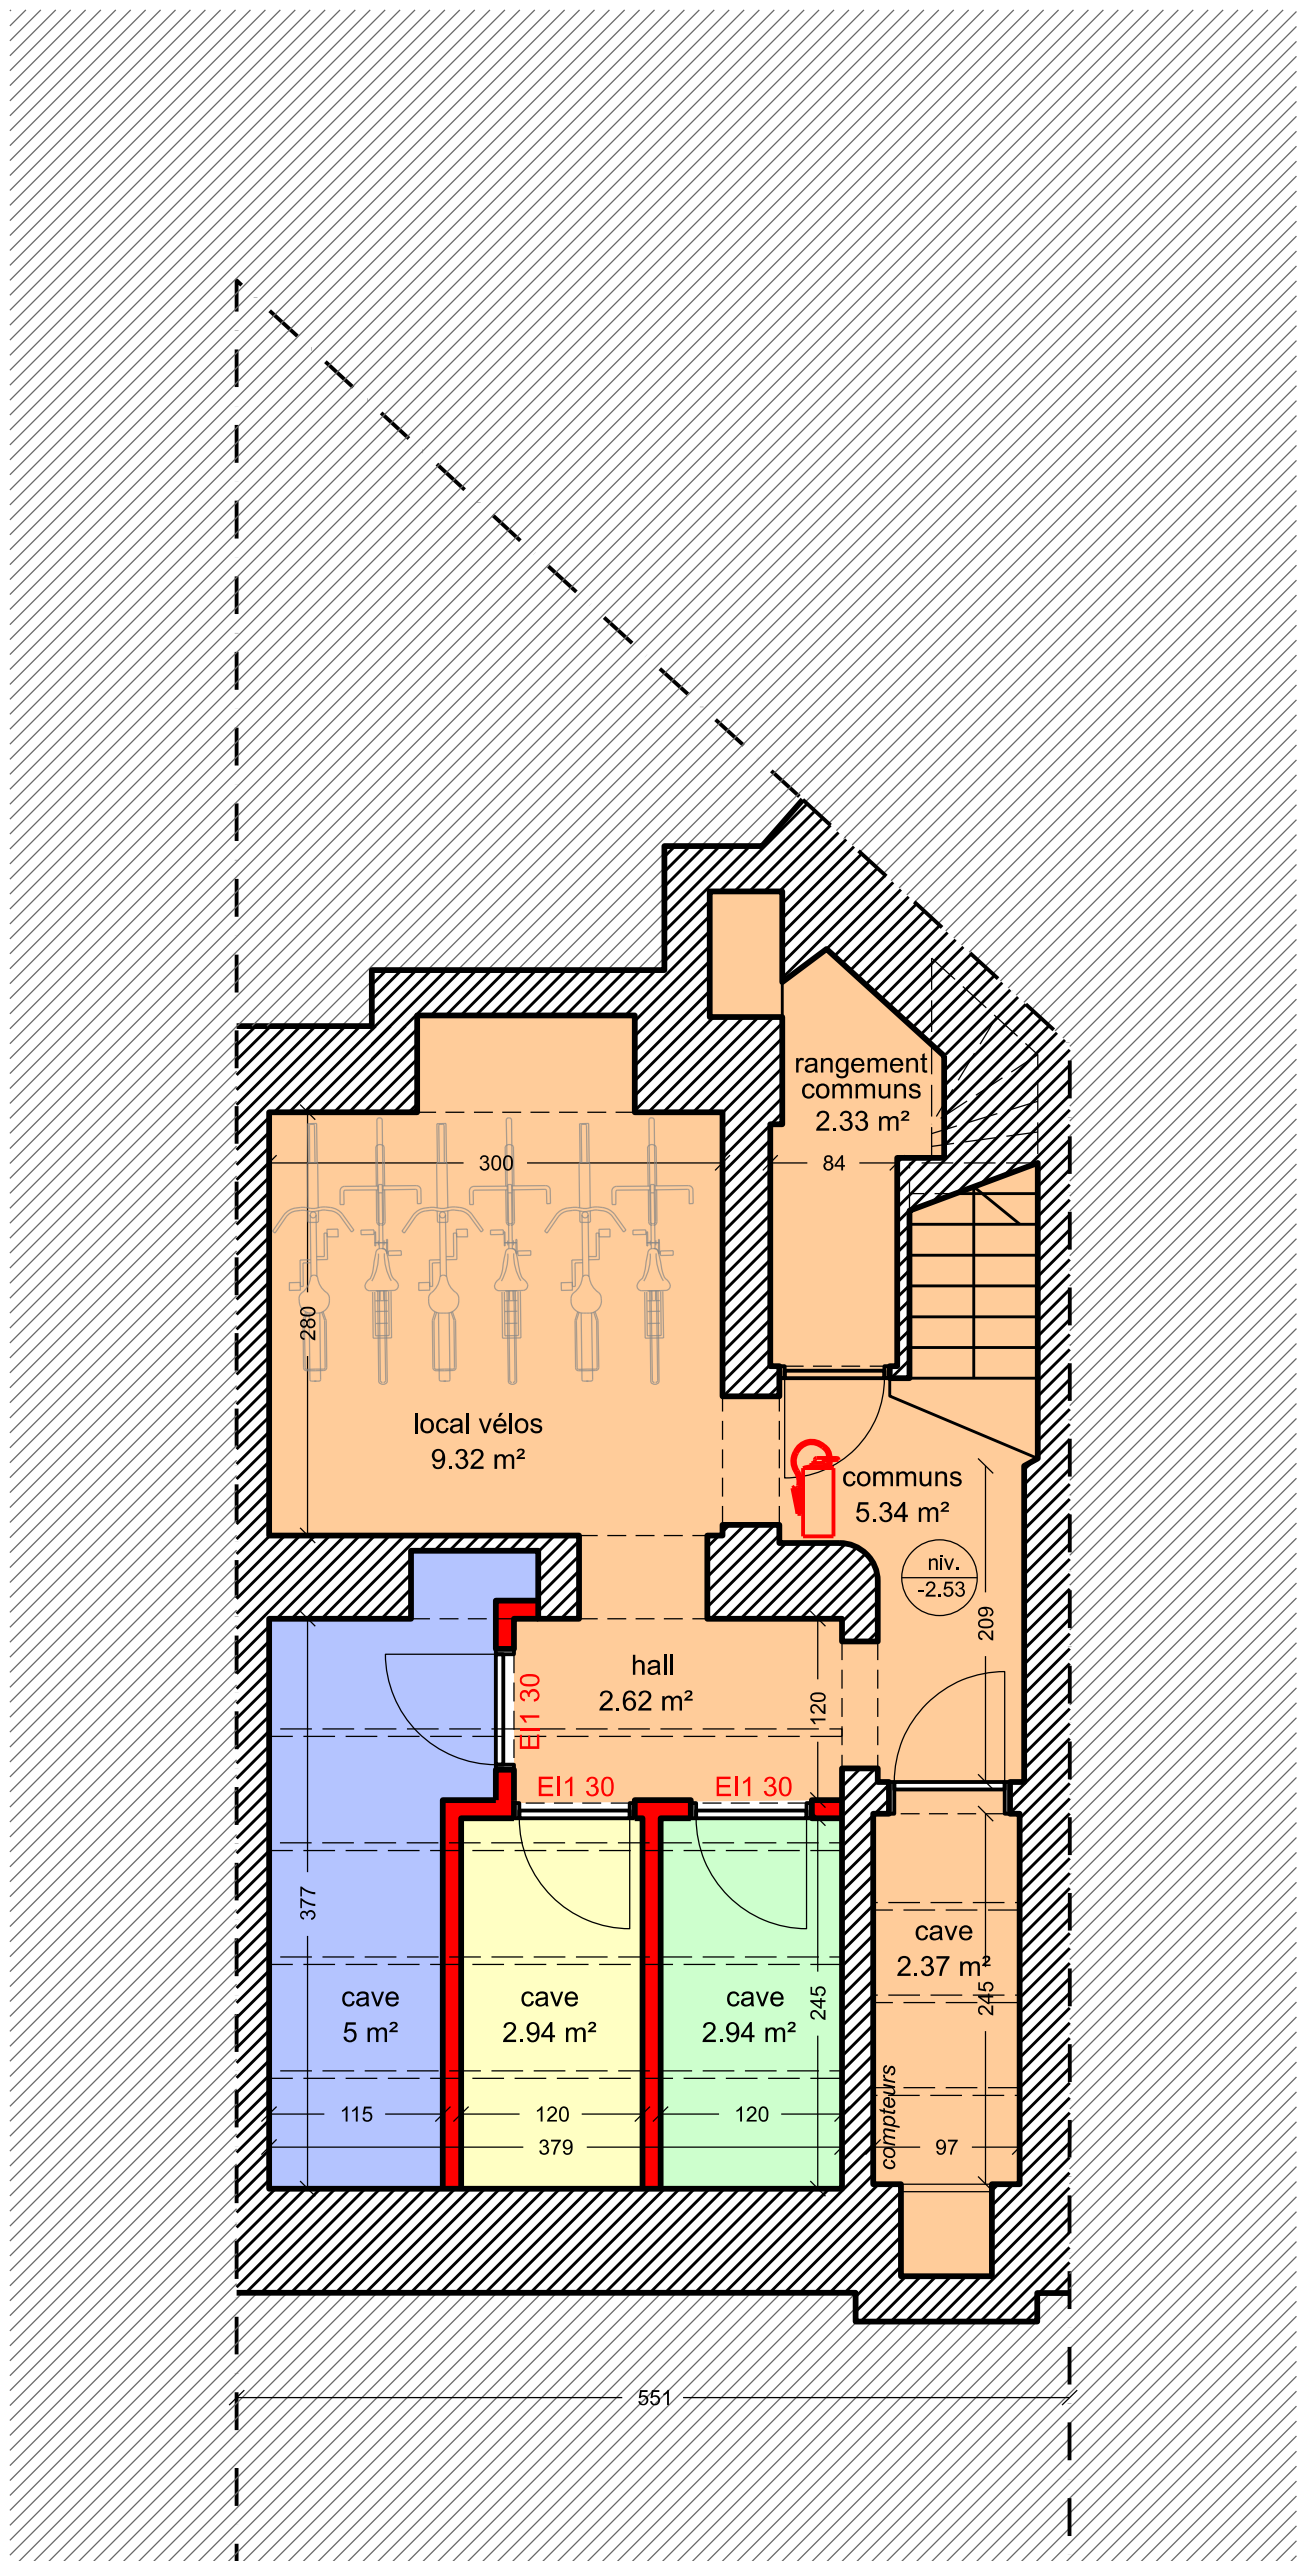 rangement
communs
2.33 m²
300
84
280
local vélos
9.32 m²
communs
5.34 m²
niv.
-2.53
209
hall
2.62 m²
EI1 30
120
EI1 30
EI1 30
377
cave
2.37 m²
245
cave
5 m²
cave
2.94 m²
cave
2.94 m²
245
compteurs
115
120
120
379
97
551